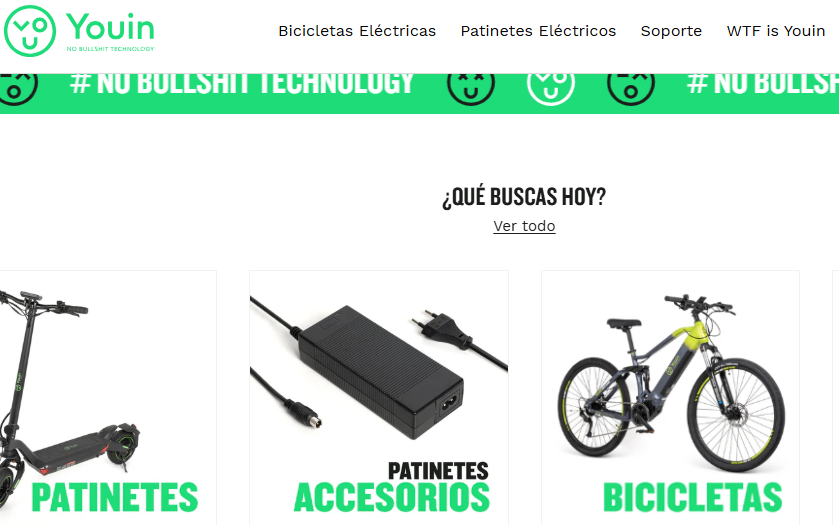 Youin
NO BULLSHIT TECHNOLOGY
Bicicletas Eléctricas
Patinetes Eléctricos
Soporte
WTF is Youin
# NO BULLSHIT TECHNOLOGY
# NO BULLSH
¿QUÉ BUSCAS HOY?
Ver todo
PATINETES
PATINETES
ACCESORIOS
BICICLETAS